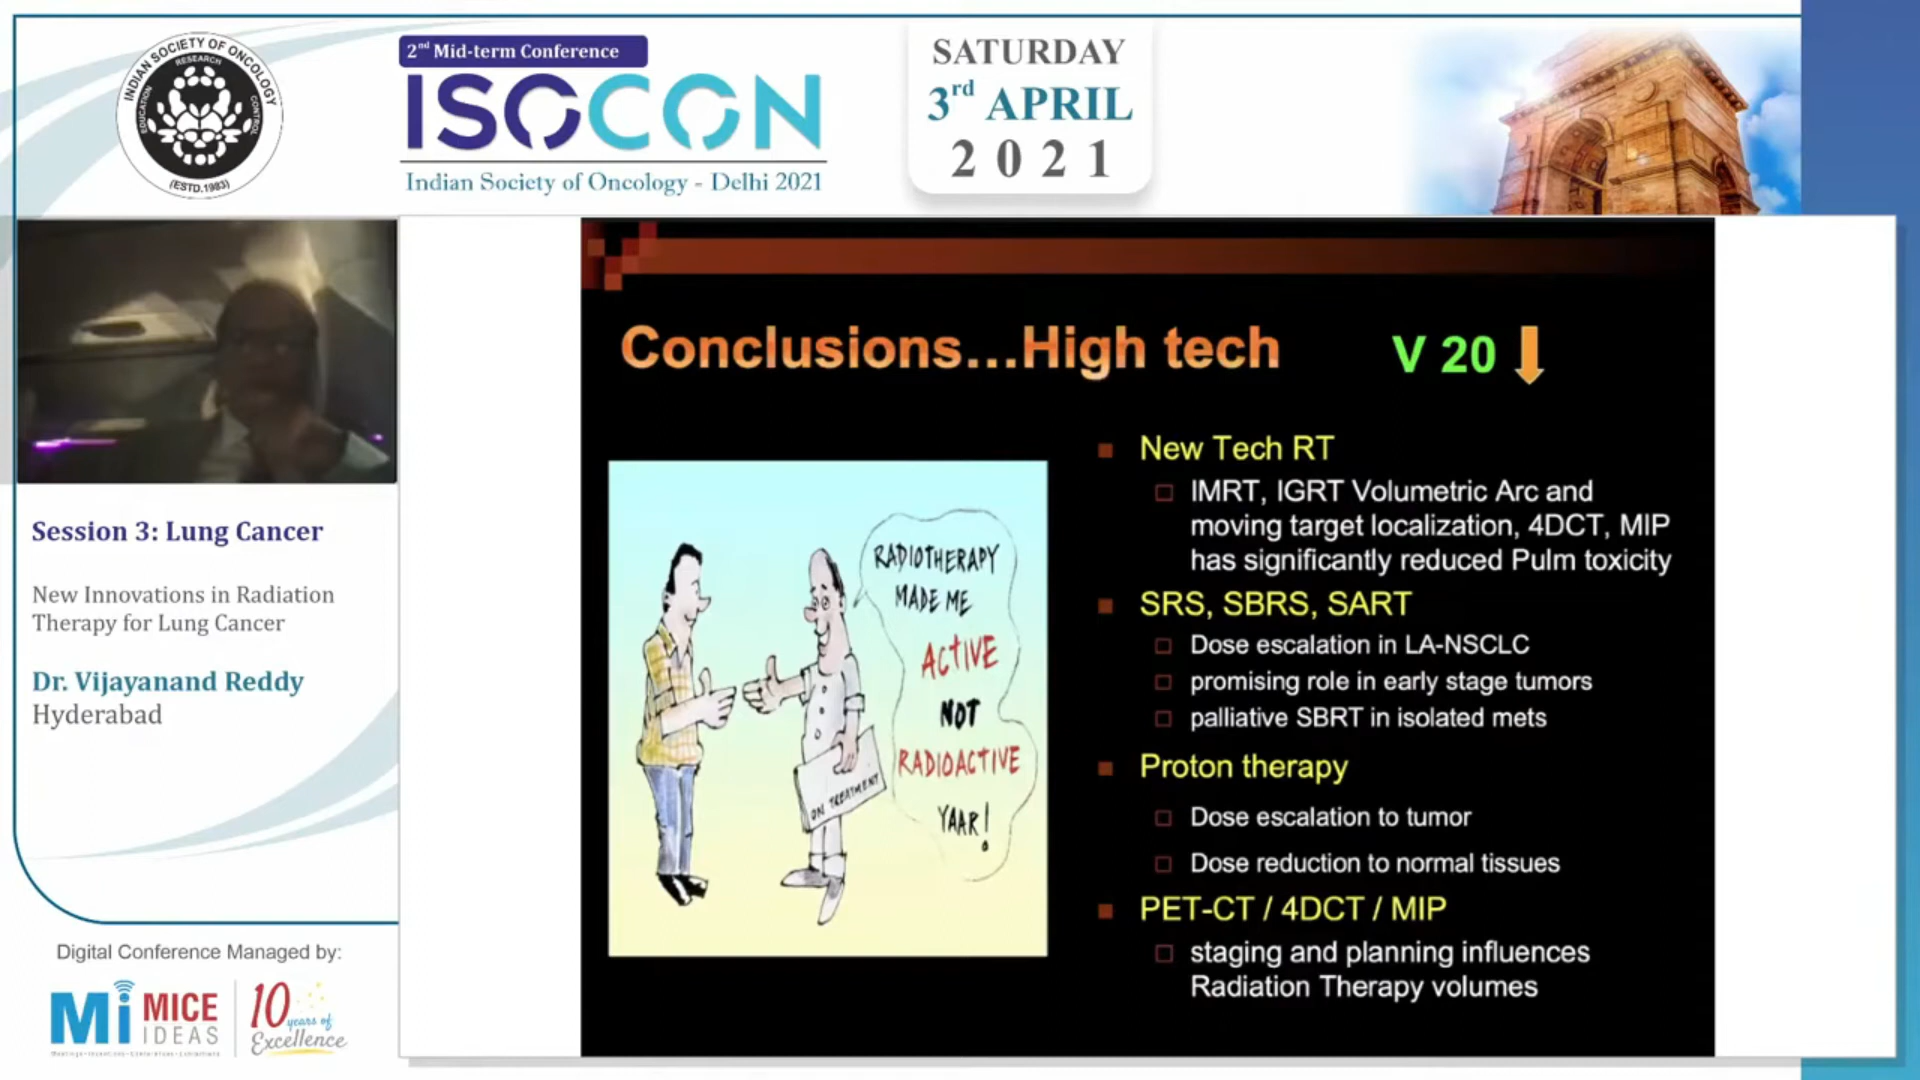 INDIAN SOCIETY OF ONCOLOGY
RESEARCH
EDUCATION
CONTROL
(ESTD.1983)
2nd Mid-term Conference
ISOCON
Indian Society of Oncology - Delhi 2021
SATURDAY
3rd APRIL
2021
Session 3: Lung Cancer
New Innovations in Radiation
Therapy for Lung Cancer
Dr. Vijayanand Reddy
Hyderabad
Digital Conference Managed by:
Mi MICE
IDEAS
10
years of
Excellence
Conclusions...High tech
V 20
RADIOTHERAPY
MADE ME
ACTIVE
NOT
RADIOACTIVE
YAAR!
ON TREATMENT
New Tech RT
IMRT, IGRT Volumetric Arc and
moving target localization, 4DCT, MIP
has significantly reduced Pulm toxicity
SRS, SBRS, SART
Dose escalation in LA-NSCLC
promising role in early stage tumors
palliative SBRT in isolated mets
Proton therapy
Dose escalation to tumor
Dose reduction to normal tissues
PET-CT / 4DCT / MIP
staging and planning influences
Radiation Therapy volumes